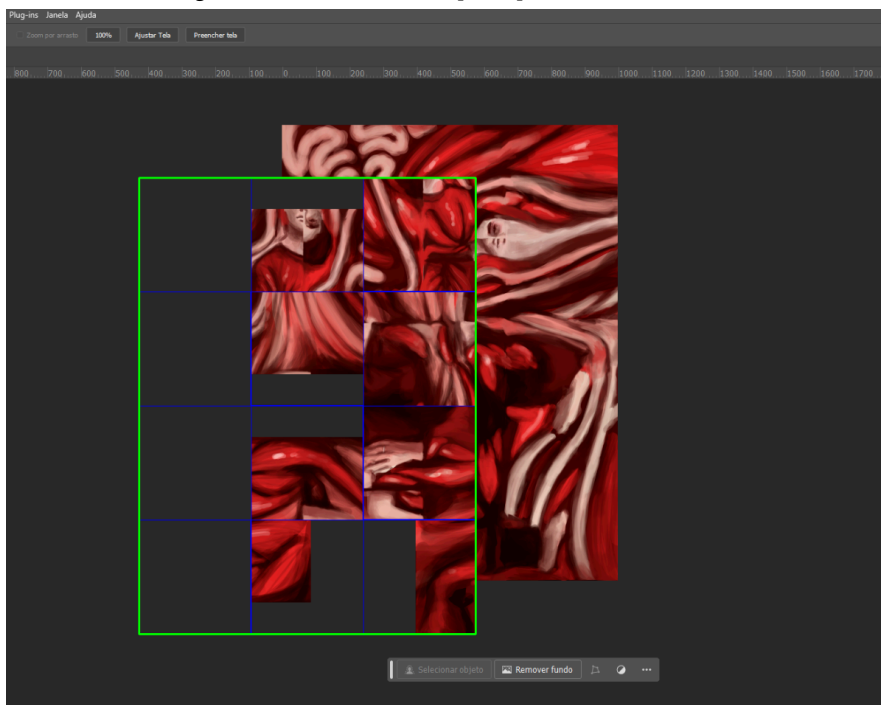 Plug-ins Janela Ajuda
Zoom por arrasto 100% Ajustar Tela Preencher tela
800 700 600 500 400 300 200 100 0 100 200 300 400 500 600 700 800 900 1000 1100 1200 1300 1400 1500 1600 1700
Selecionar objeto Remover fundo